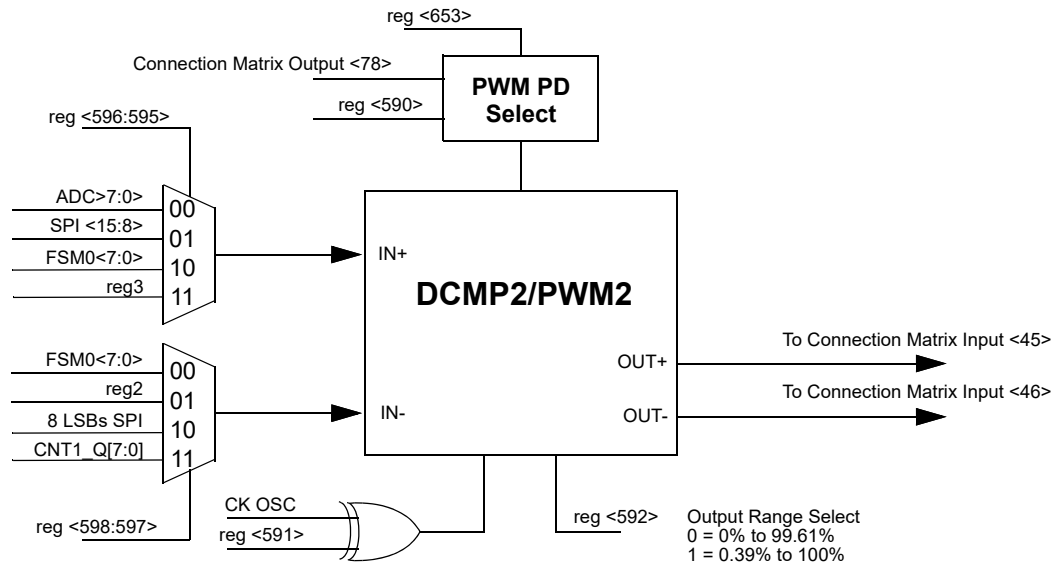 reg <653>
Connection Matrix Output <78>
reg <590>
PWM PD
Select
reg <596:595>
ADC>7:0>
SPI <15:8>
FSM0<7:0>
reg3
00
01
10
11
IN+
DCMP2/PWM2
FSM0<7:0>
reg2
8 LSBs SPI
CNT1_Q[7:0]
00
01
10
11
IN-
OUT+
To Connection Matrix Input <45>
OUT-
To Connection Matrix Input <46>
reg <598:597>
CK OSC
reg <591>
reg <592>
Output Range Select
0 = 0% to 99.61%
1 = 0.39% to 100%